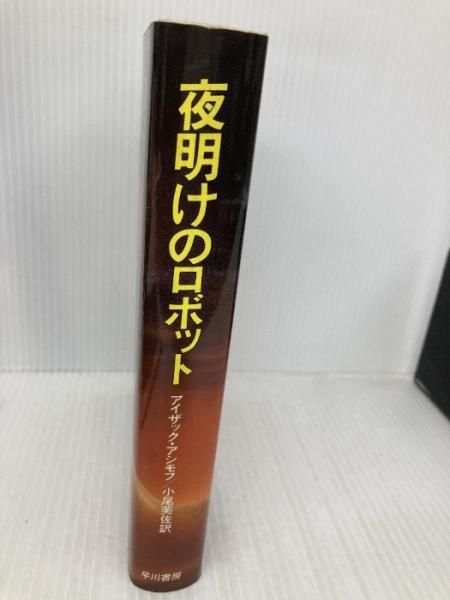 夜明けのロボット
アイザック・アシモフ/小尾芙佐訳
早川書房